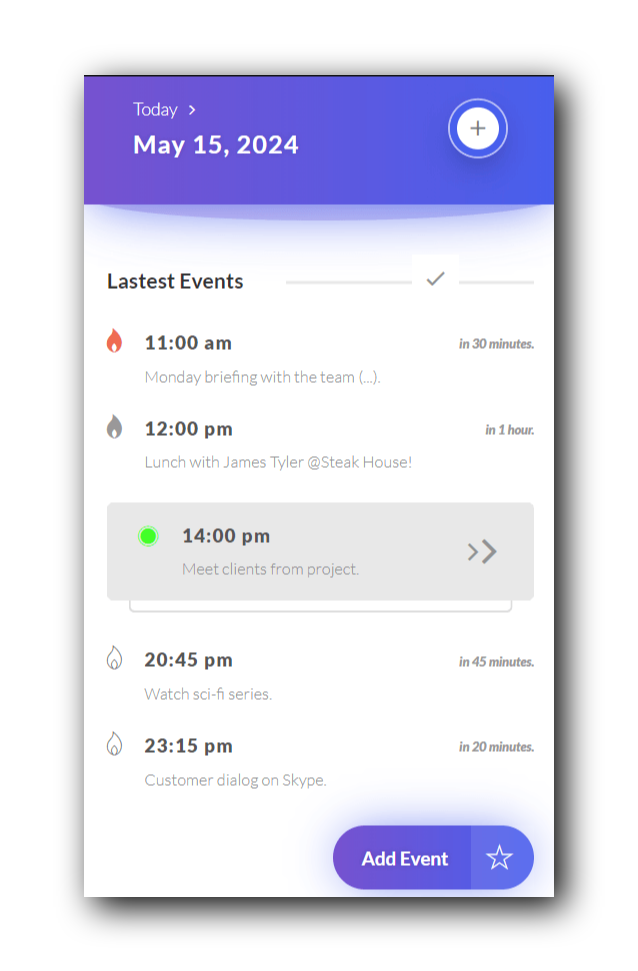 Today
May 15, 2024
Lastest Events
11:00 am
in 30 minutes.
Monday briefing with the team (...).
12:00 pm
in 1 hour.
Lunch with James Tyler @Steak House!
14:00 pm
Meet clients from project.
20:45 pm
in 45 minutes.
Watch sci-fi series.
23:15 pm
in 20 minutes.
Customer dialog on Skype.
Add Event